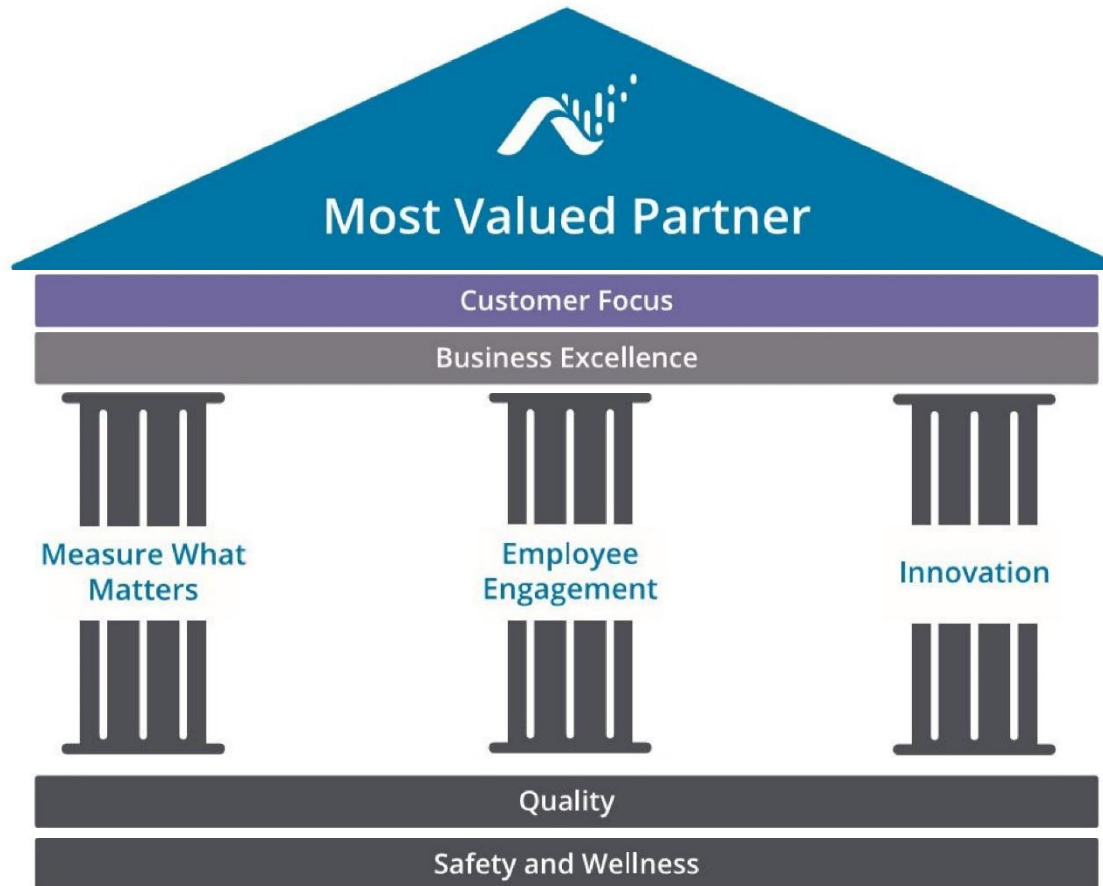 Most Valued Partner
Customer Focus
Business Excellence
Measure What
Matters
Employee
Engagement
Innovation
Quality
Safety and Wellness